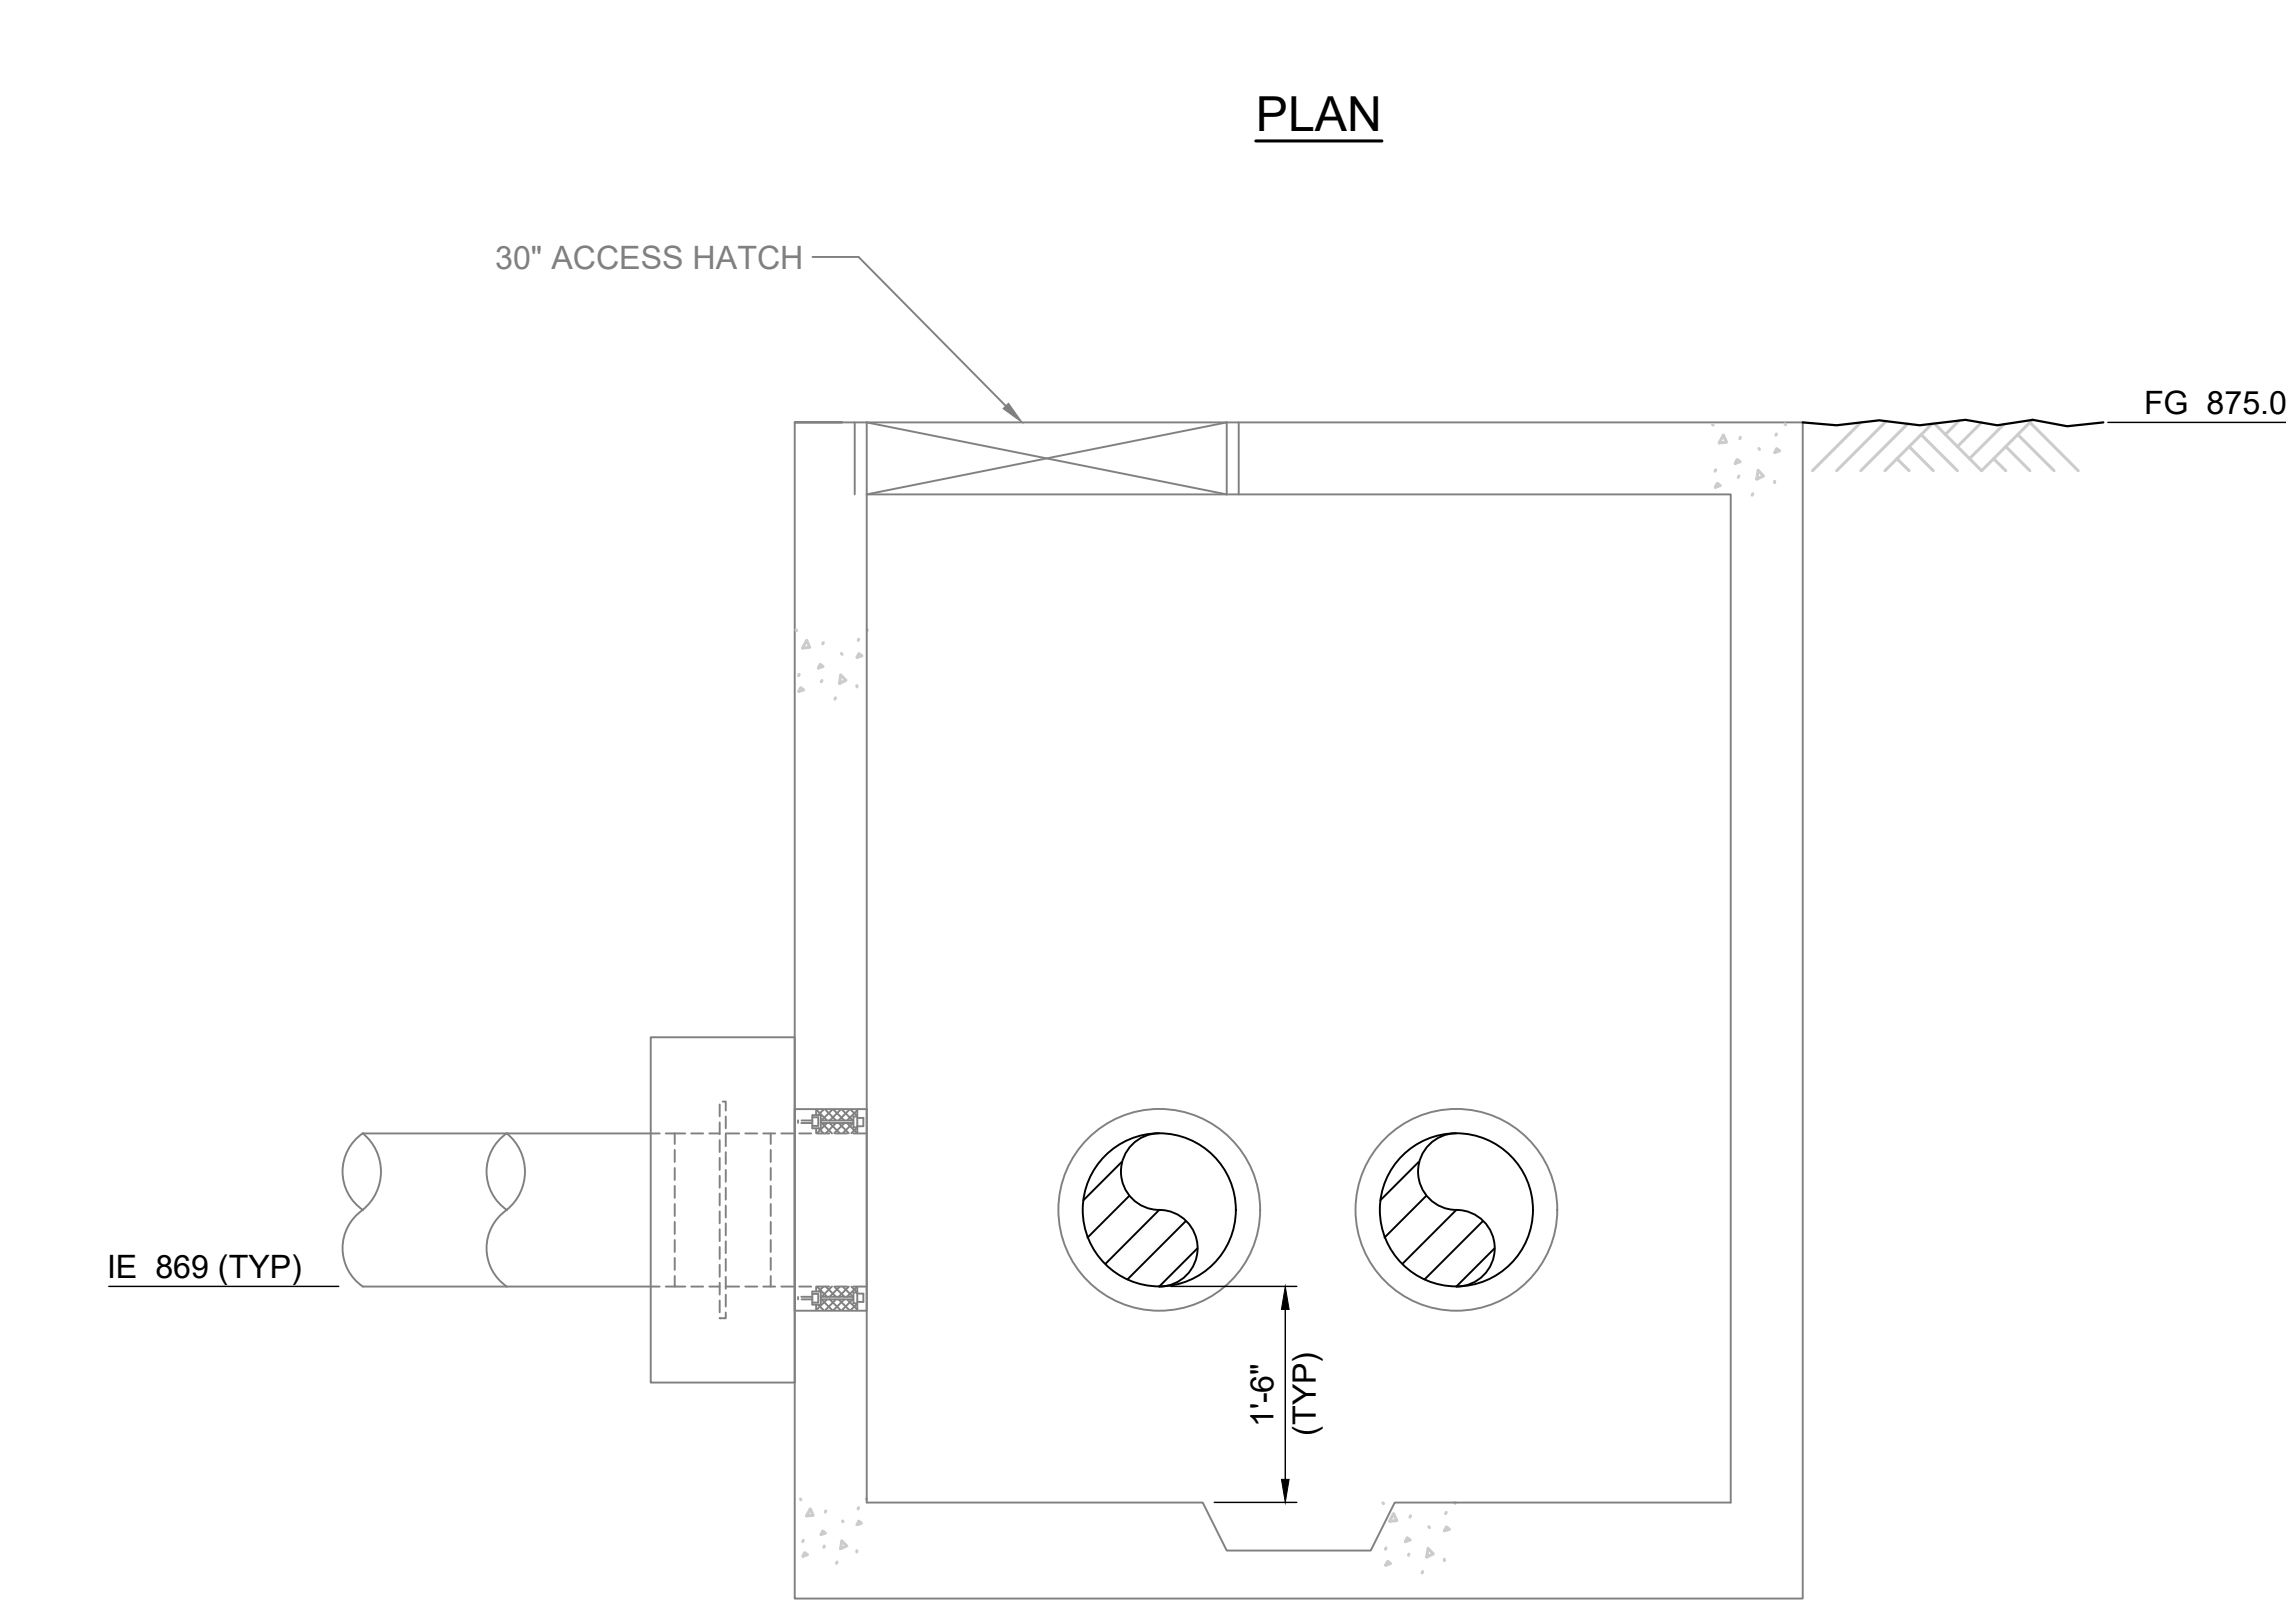 PLAN
30" ACCESS HATCH
FG 875.0
IE 869 (TYP)
1'-6"
(TYP)